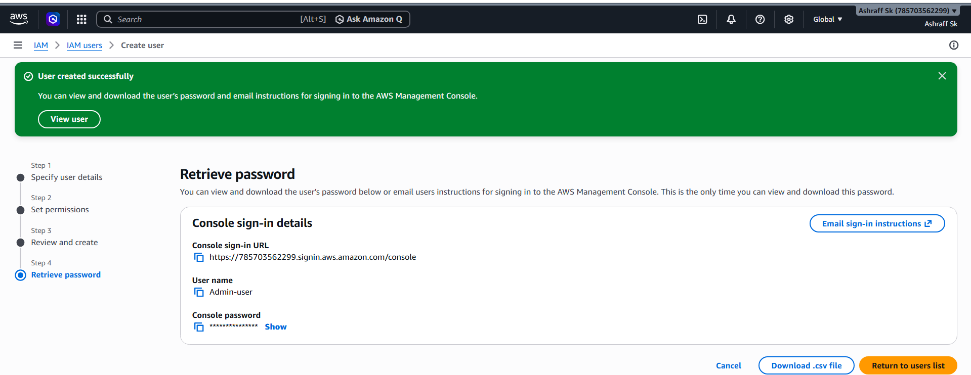 aws
Search [Alt+S] Ask Amazon Q Global Ashraff Sk (785703562299)
Ashraff Sk
IAM > IAM users > Create user
User created successfully
You can view and download the user's password and email instructions for signing in to the AWS Management Console.
View user
Step 1
Specify user details
Step 2
Set permissions
Step 3
Review and create
Step 4
Retrieve password
Retrieve password
You can view and download the user's password below or email users instructions for signing in to the AWS Management Console. This is the only time you can view and download this password.
Console sign-in details
Email sign-in instructions
Console sign-in URL
https://785703562299.signin.aws.amazon.com/console
User name
Admin-user
Console password
*************** Show
Cancel
Download .csv file
Return to users list